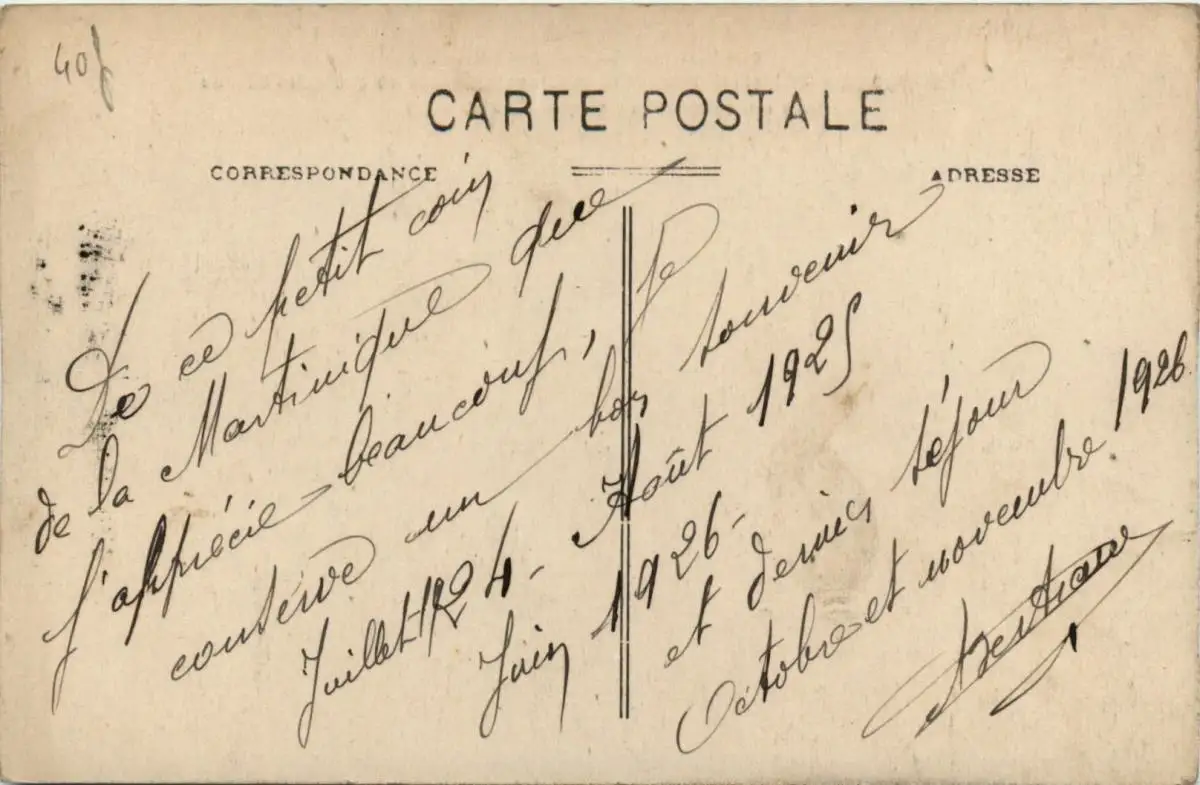 40f
CARTE POSTALE
CORRESPONDANCE
ADRESSE
De ce petit coin
de la Martinique que
j'apprécie beaucoup, je
conserve un bon souvenir
Juillet 1924 - Août 1925
Juin 1926 -
et dernier séjour
Octobre et novembre 1926